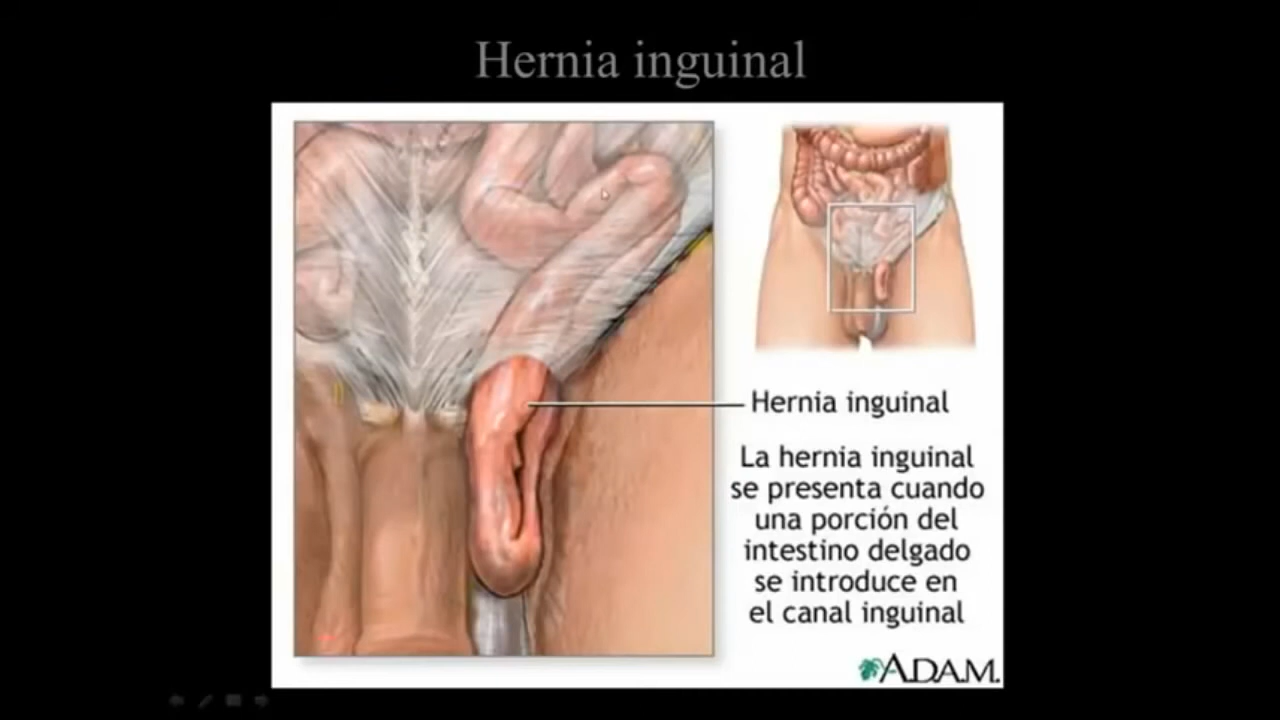 Hernia inguinal
Hernia inguinal
La hernia inguinal
se presenta cuando
una porción del
intestino delgado
se introduce en
el canal inguinal
A.D.A.M.